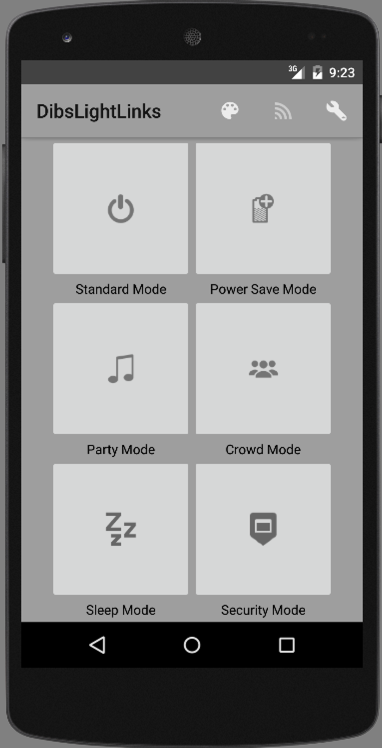 3G 9:23
DibsLightLinks
Standard Mode Power Save Mode
Party Mode Crowd Mode
Sleep Mode Security Mode